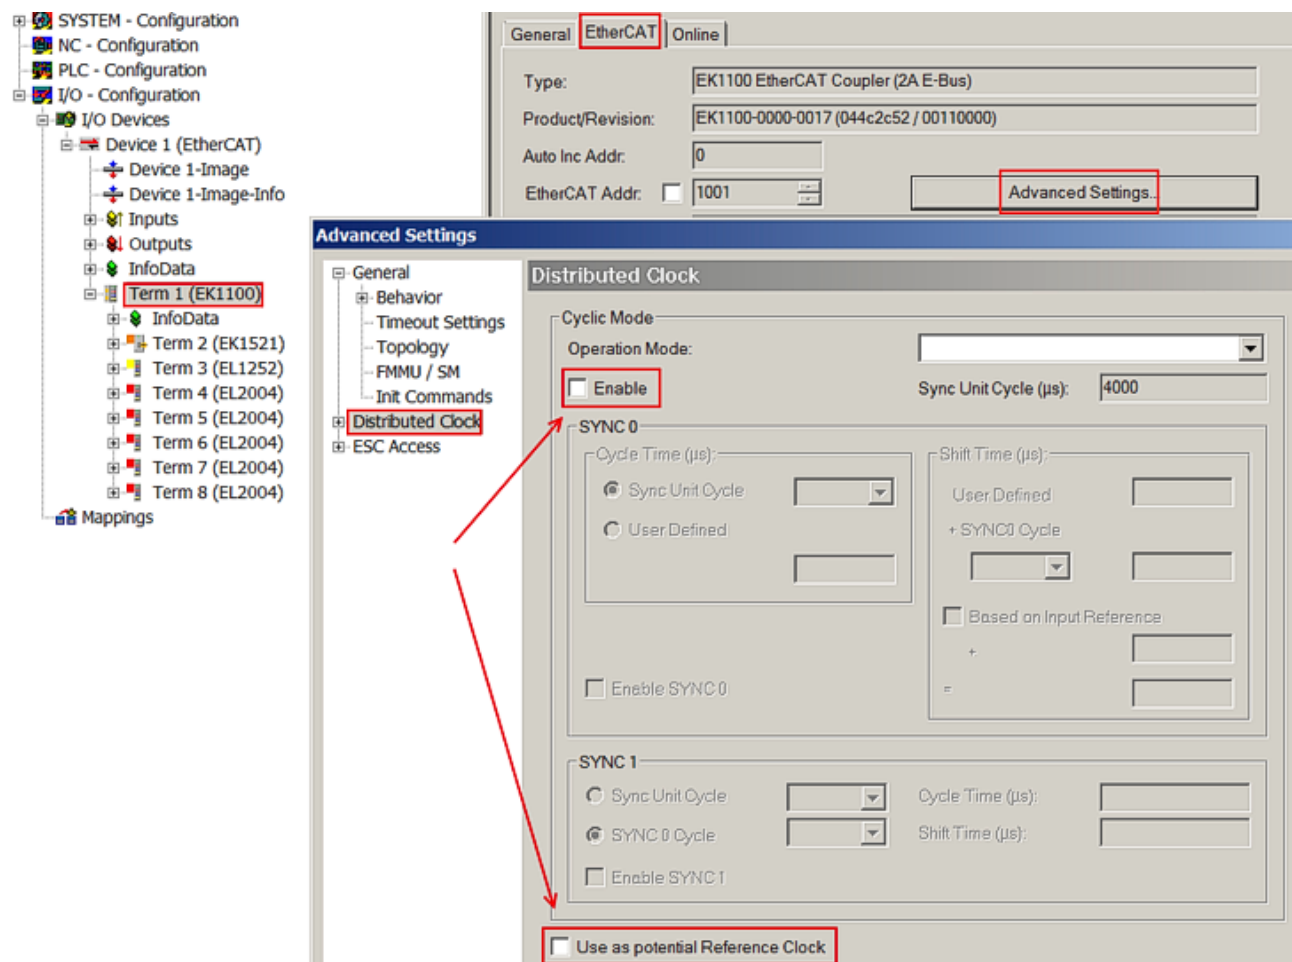 SYSTEM - Configuration
NC - Configuration
PLC - Configuration
I/O - Configuration
I/O Devices
Device 1 (EtherCAT)
Device 1-Image
Device 1-Image-Info
Inputs
Outputs
InfoData
Term 1 (EK1100)
InfoData
Term 2 (EK1521)
Term 3 (EL1252)
Term 4 (EL2004)
Term 5 (EL2004)
Term 6 (EL2004)
Term 7 (EL2004)
Term 8 (EL2004)
Mappings
General EtherCAT Online
Type: EK1100 EtherCAT Coupler (2A E-Bus)
Product/Revision: EK1100-0000-0017 (044c2c52 / 00110000)
Auto Inc Addr: 0
EtherCAT Addr: 1001 Advanced Settings..
Advanced Settings
General
Behavior
Timeout Settings
Topology
FMMU / SM
Init Commands
Distributed Clock
ESC Access
Distributed Clock
Cyclic Mode
Operation Mode:
Enable Sync Unit Cycle (µs): 4000
SYNC 0
Cycle Time (µs): Shift Time (µs):
Sync Unit Cycle User Defined
User Defined + SYNC0 Cycle
Based on Input Reference
+
Enable SYNC 0 =
SYNC 1
Sync Unit Cycle Cycle Time (µs):
SYNC 0 Cycle Shift Time (µs):
Enable SYNC 1
Use as potential Reference Clock